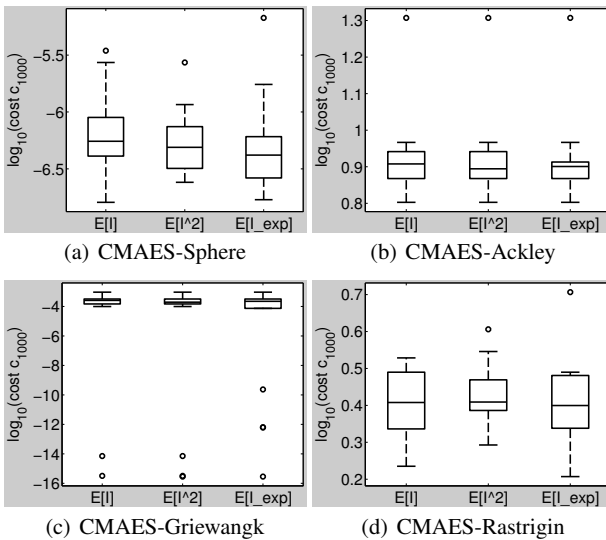 log10(cost c1000)
−5.5
−6
−6.5
E[I] E[I^2] E[I_exp]
(a) CMAES-Sphere
log10(cost c1000)
1.3
1.2
1.1
1
0.9
0.8
E[I] E[I^2] E[I_exp]
(b) CMAES-Ackley
log10(cost c1000)
−4
−6
−8
−10
−12
−14
−16
E[I] E[I^2] E[I_exp]
(c) CMAES-Griewangk
log10(cost c1000)
0.7
0.6
0.5
0.4
0.3
0.2
E[I] E[I^2] E[I_exp]
(d) CMAES-Rastrigin